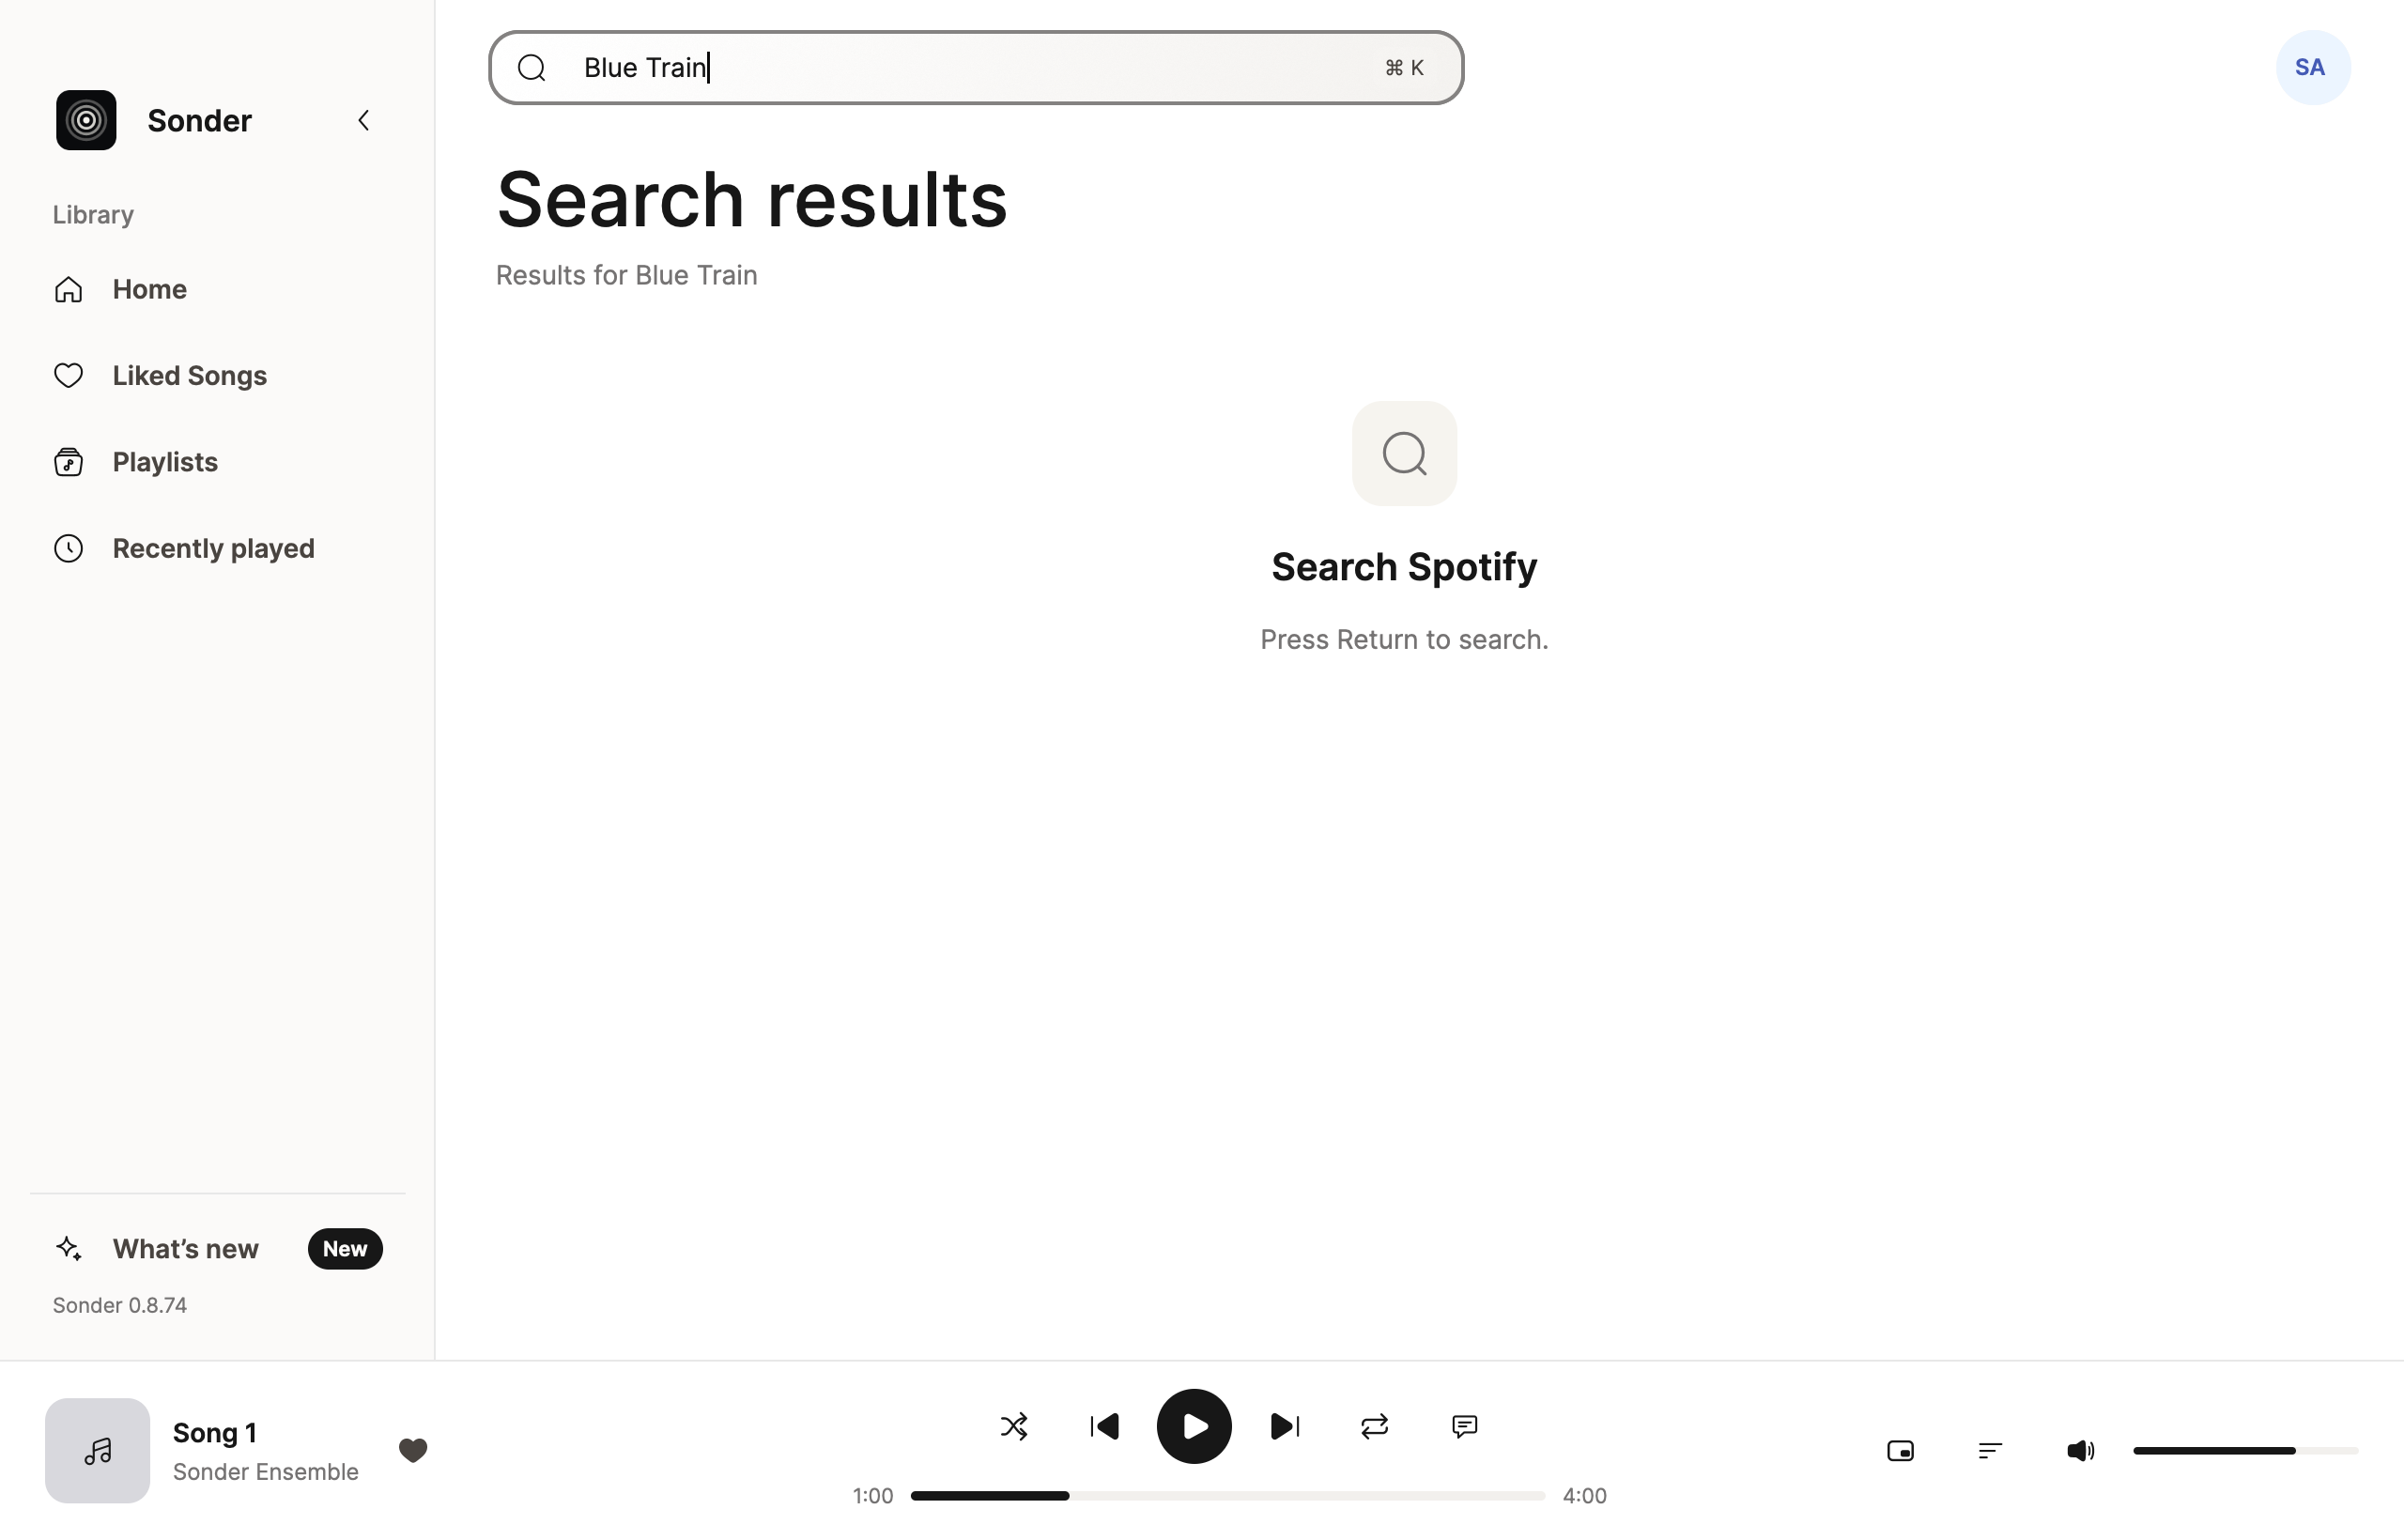 Blue Train
⌘ K
SA
Sonder
Library
Home
Liked Songs
Playlists
Recently played
Search results
Results for Blue Train
Search Spotify
Press Return to search.
What’s new
New
Sonder 0.8.74
Song 1
Sonder Ensemble
1:00
4:00